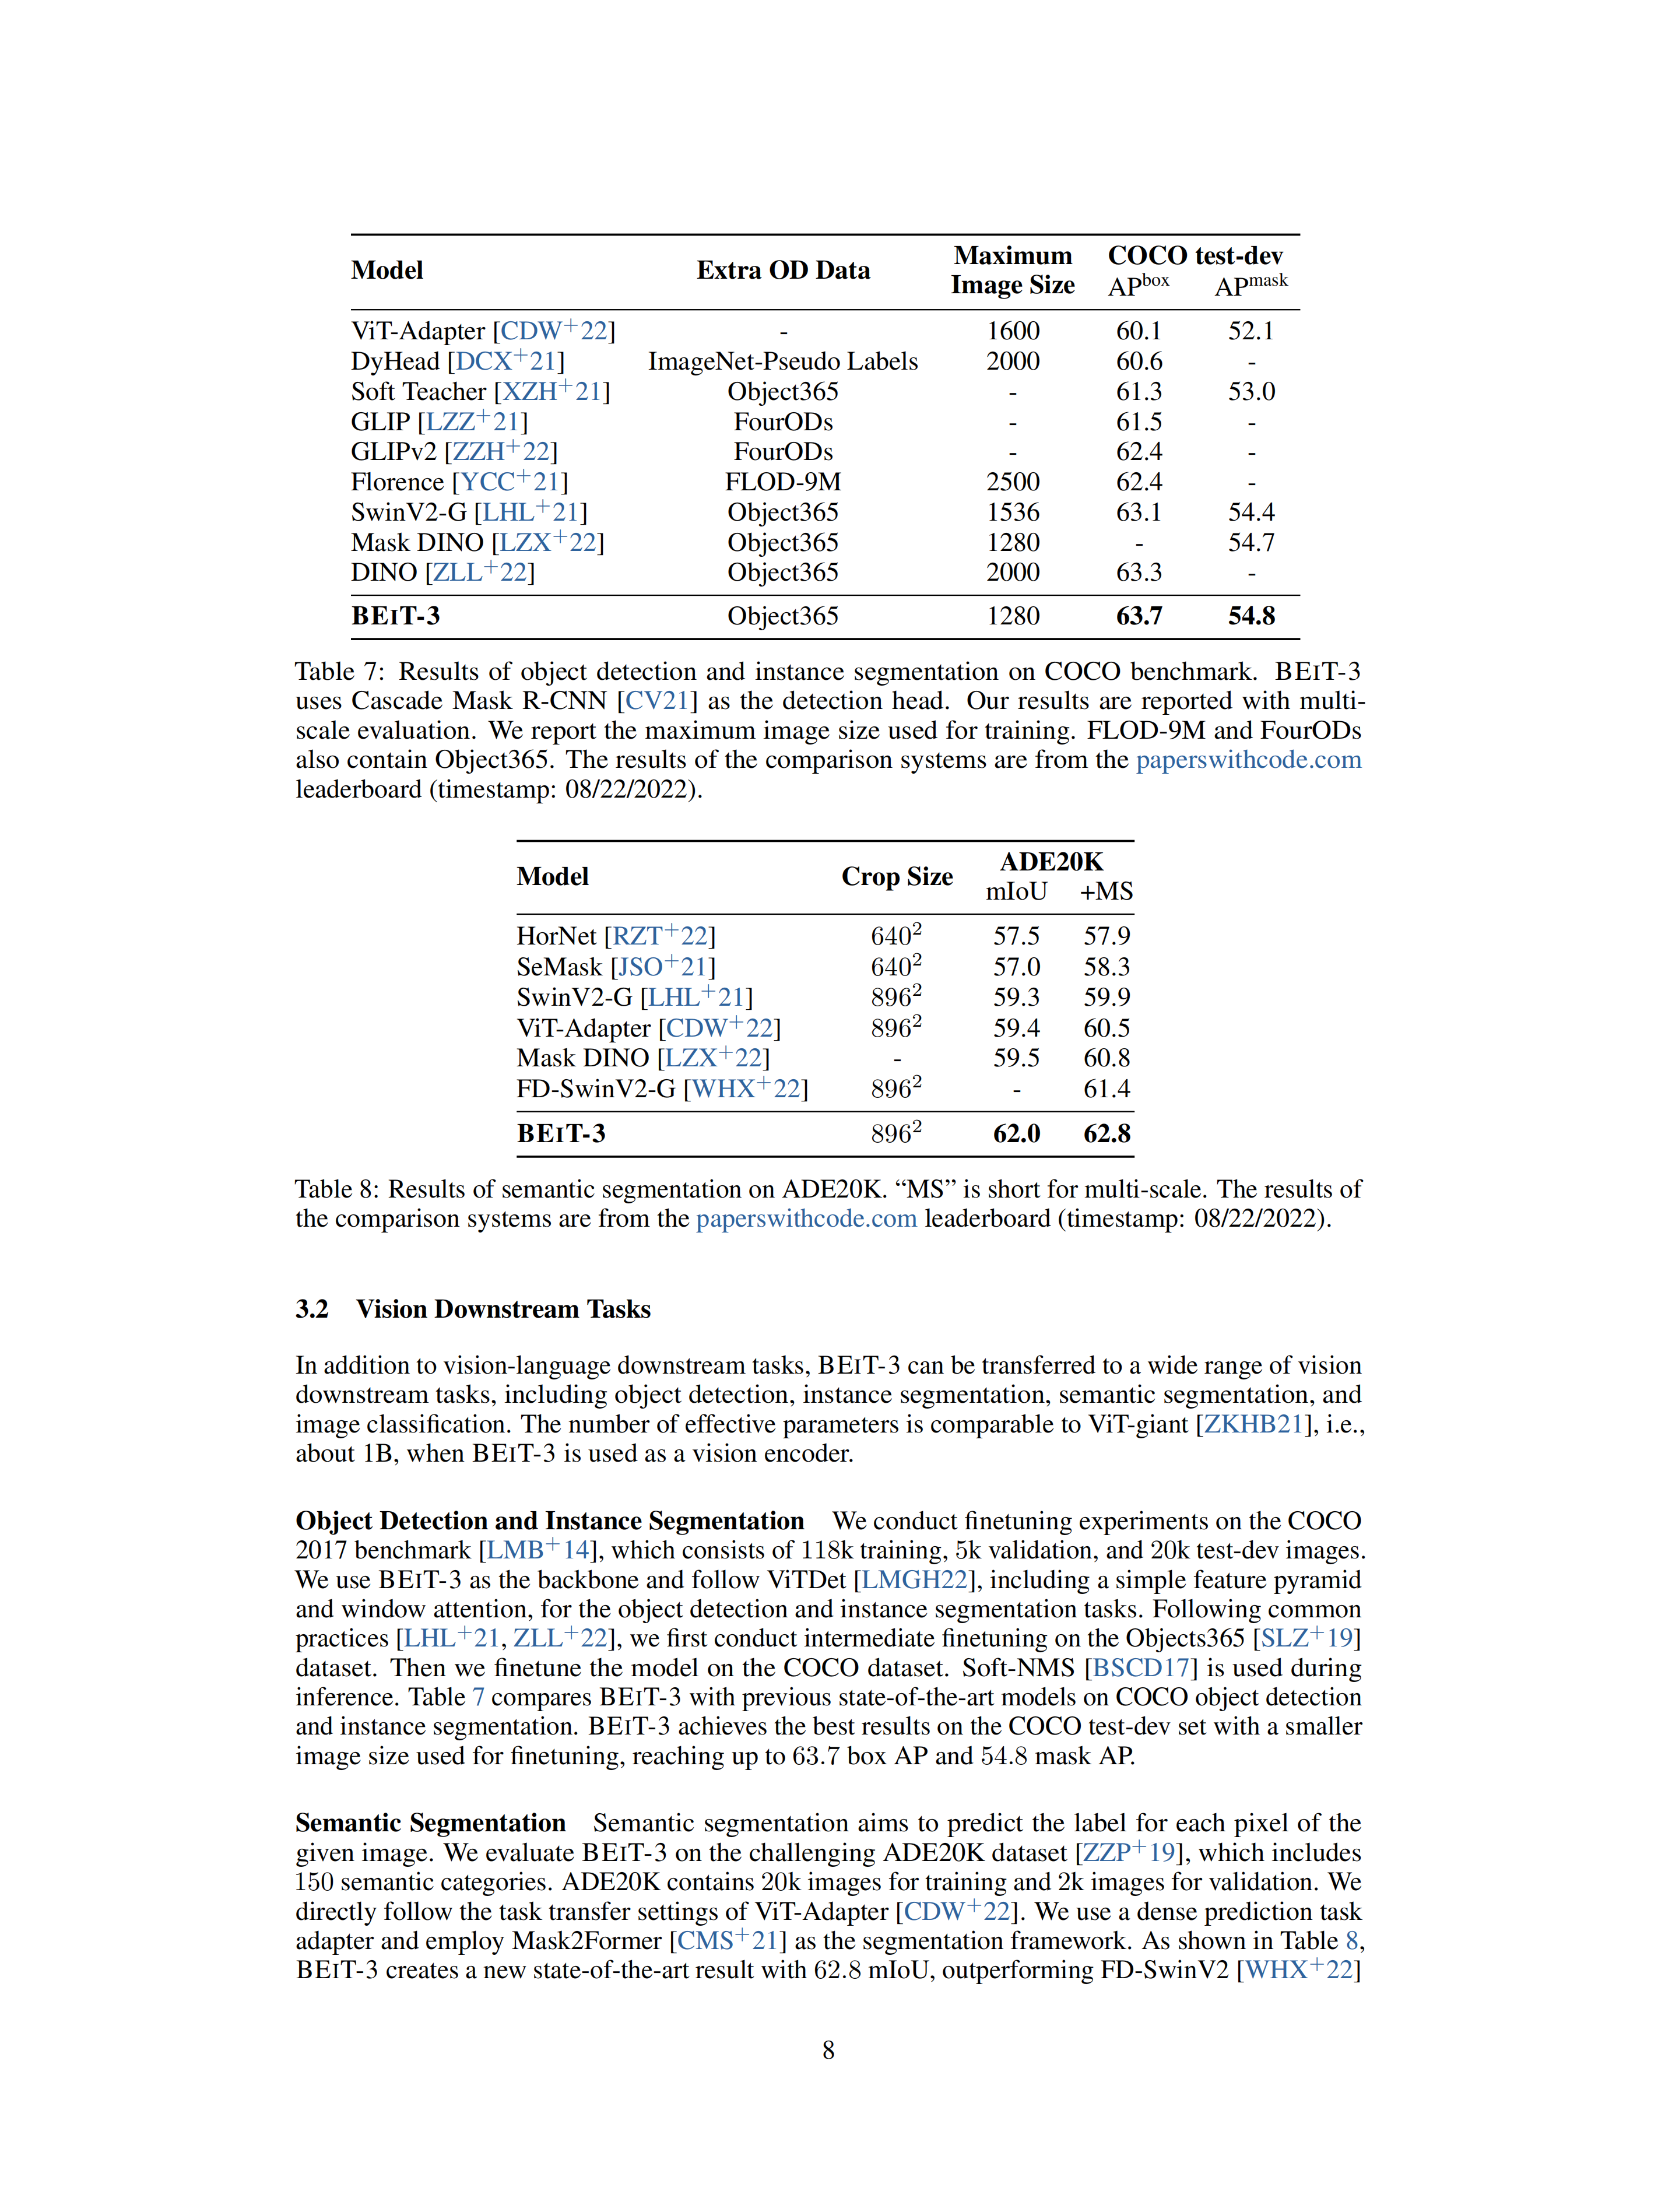 Model Extra OD Data Maximum Image Size COCO test-dev
APbox APmask
ViT-Adapter [CDW+22] - 1600 60.1 52.1
DyHead [DCX+21] ImageNet-Pseudo Labels 2000 60.6 -
Soft Teacher [XZH+21] Object365 - 61.3 53.0
GLIP [LZZ+21] FourODs - 61.5 -
GLIPv2 [ZZH+22] FourODs - 62.4 -
Florence [YCC+21] FLOD-9M 2500 62.4 -
SwinV2-G [LHL+21] Object365 1536 63.1 54.4
Mask DINO [LZX+22] Object365 1280 - 54.7
DINO [ZLL+22] Object365 2000 63.3 -
BEIT-3 Object365 1280 63.7 54.8
Table 7: Results of object detection and instance segmentation on COCO benchmark. BEIT-3
uses Cascade Mask R-CNN [CV21] as the detection head. Our results are reported with multi-
scale evaluation. We report the maximum image size used for training. FLOD-9M and FourODs
also contain Object365. The results of the comparison systems are from the paperswithcode.com
leaderboard (timestamp: 08/22/2022).
Model Crop Size ADE20K
mIoU +MS
HorNet [RZT+22] 640² 57.5 57.9
SeMask [JSO+21] 640² 57.0 58.3
SwinV2-G [LHL+21] 896² 59.3 59.9
ViT-Adapter [CDW+22] 896² 59.4 60.5
Mask DINO [LZX+22] - 59.5 60.8
FD-SwinV2-G [WHX+22] 896² - 61.4
BEIT-3 896² 62.0 62.8
Table 8: Results of semantic segmentation on ADE20K. “MS” is short for multi-scale. The results of
the comparison systems are from the paperswithcode.com leaderboard (timestamp: 08/22/2022).
3.2 Vision Downstream Tasks
In addition to vision-language downstream tasks, BEIT-3 can be transferred to a wide range of vision
downstream tasks, including object detection, instance segmentation, semantic segmentation, and
image classification. The number of effective parameters is comparable to ViT-giant [ZKHB21], i.e.,
about 1B, when BEIT-3 is used as a vision encoder.
Object Detection and Instance Segmentation We conduct finetuning experiments on the COCO
2017 benchmark [LMB+14], which consists of 118k training, 5k validation, and 20k test-dev images.
We use BEIT-3 as the backbone and follow ViTDet [LMGH22], including a simple feature pyramid
and window attention, for the object detection and instance segmentation tasks. Following common
practices [LHL+21, ZLL+22], we first conduct intermediate finetuning on the Objects365 [SLZ+19]
dataset. Then we finetune the model on the COCO dataset. Soft-NMS [BSCD17] is used during
inference. Table 7 compares BEIT-3 with previous state-of-the-art models on COCO object detection
and instance segmentation. BEIT-3 achieves the best results on the COCO test-dev set with a smaller
image size used for finetuning, reaching up to 63.7 box AP and 54.8 mask AP.
Semantic Segmentation Semantic segmentation aims to predict the label for each pixel of the
given image. We evaluate BEIT-3 on the challenging ADE20K dataset [ZZP+19], which includes
150 semantic categories. ADE20K contains 20k images for training and 2k images for validation. We
directly follow the task transfer settings of ViT-Adapter [CDW+22]. We use a dense prediction task
adapter and employ Mask2Former [CMS+21] as the segmentation framework. As shown in Table 8,
BEIT-3 creates a new state-of-the-art result with 62.8 mIoU, outperforming FD-SwinV2 [WHX+22]
8